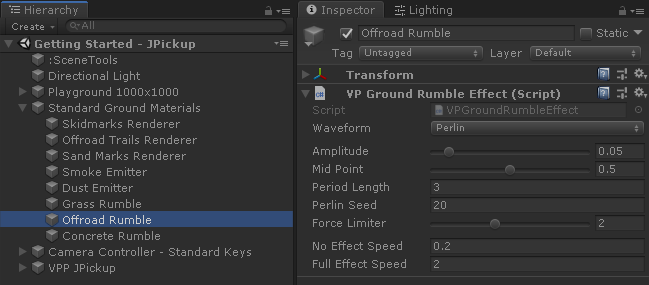 Hierarchy
Create
All
Getting Started - JPickup
:SceneTools
Directional Light
Playground 1000x1000
Standard Ground Materials
Skidmarks Renderer
Offroad Trails Renderer
Sand Marks Renderer
Smoke Emitter
Dust Emitter
Grass Rumble
Offroad Rumble
Concrete Rumble
Camera Controller - Standard Keys
VPP JPickup
Inspector
Lighting
Offroad Rumble
Static
Tag Untagged Layer Default
Transform
VP Ground Rumble Effect (Script)
Script VPGroundRumbleEffect
Waveform Perlin
Amplitude 0.05
Mid Point 0.5
Period Length 3
Perlin Seed 20
Force Limiter 2
No Effect Speed 0.2
Full Effect Speed 2